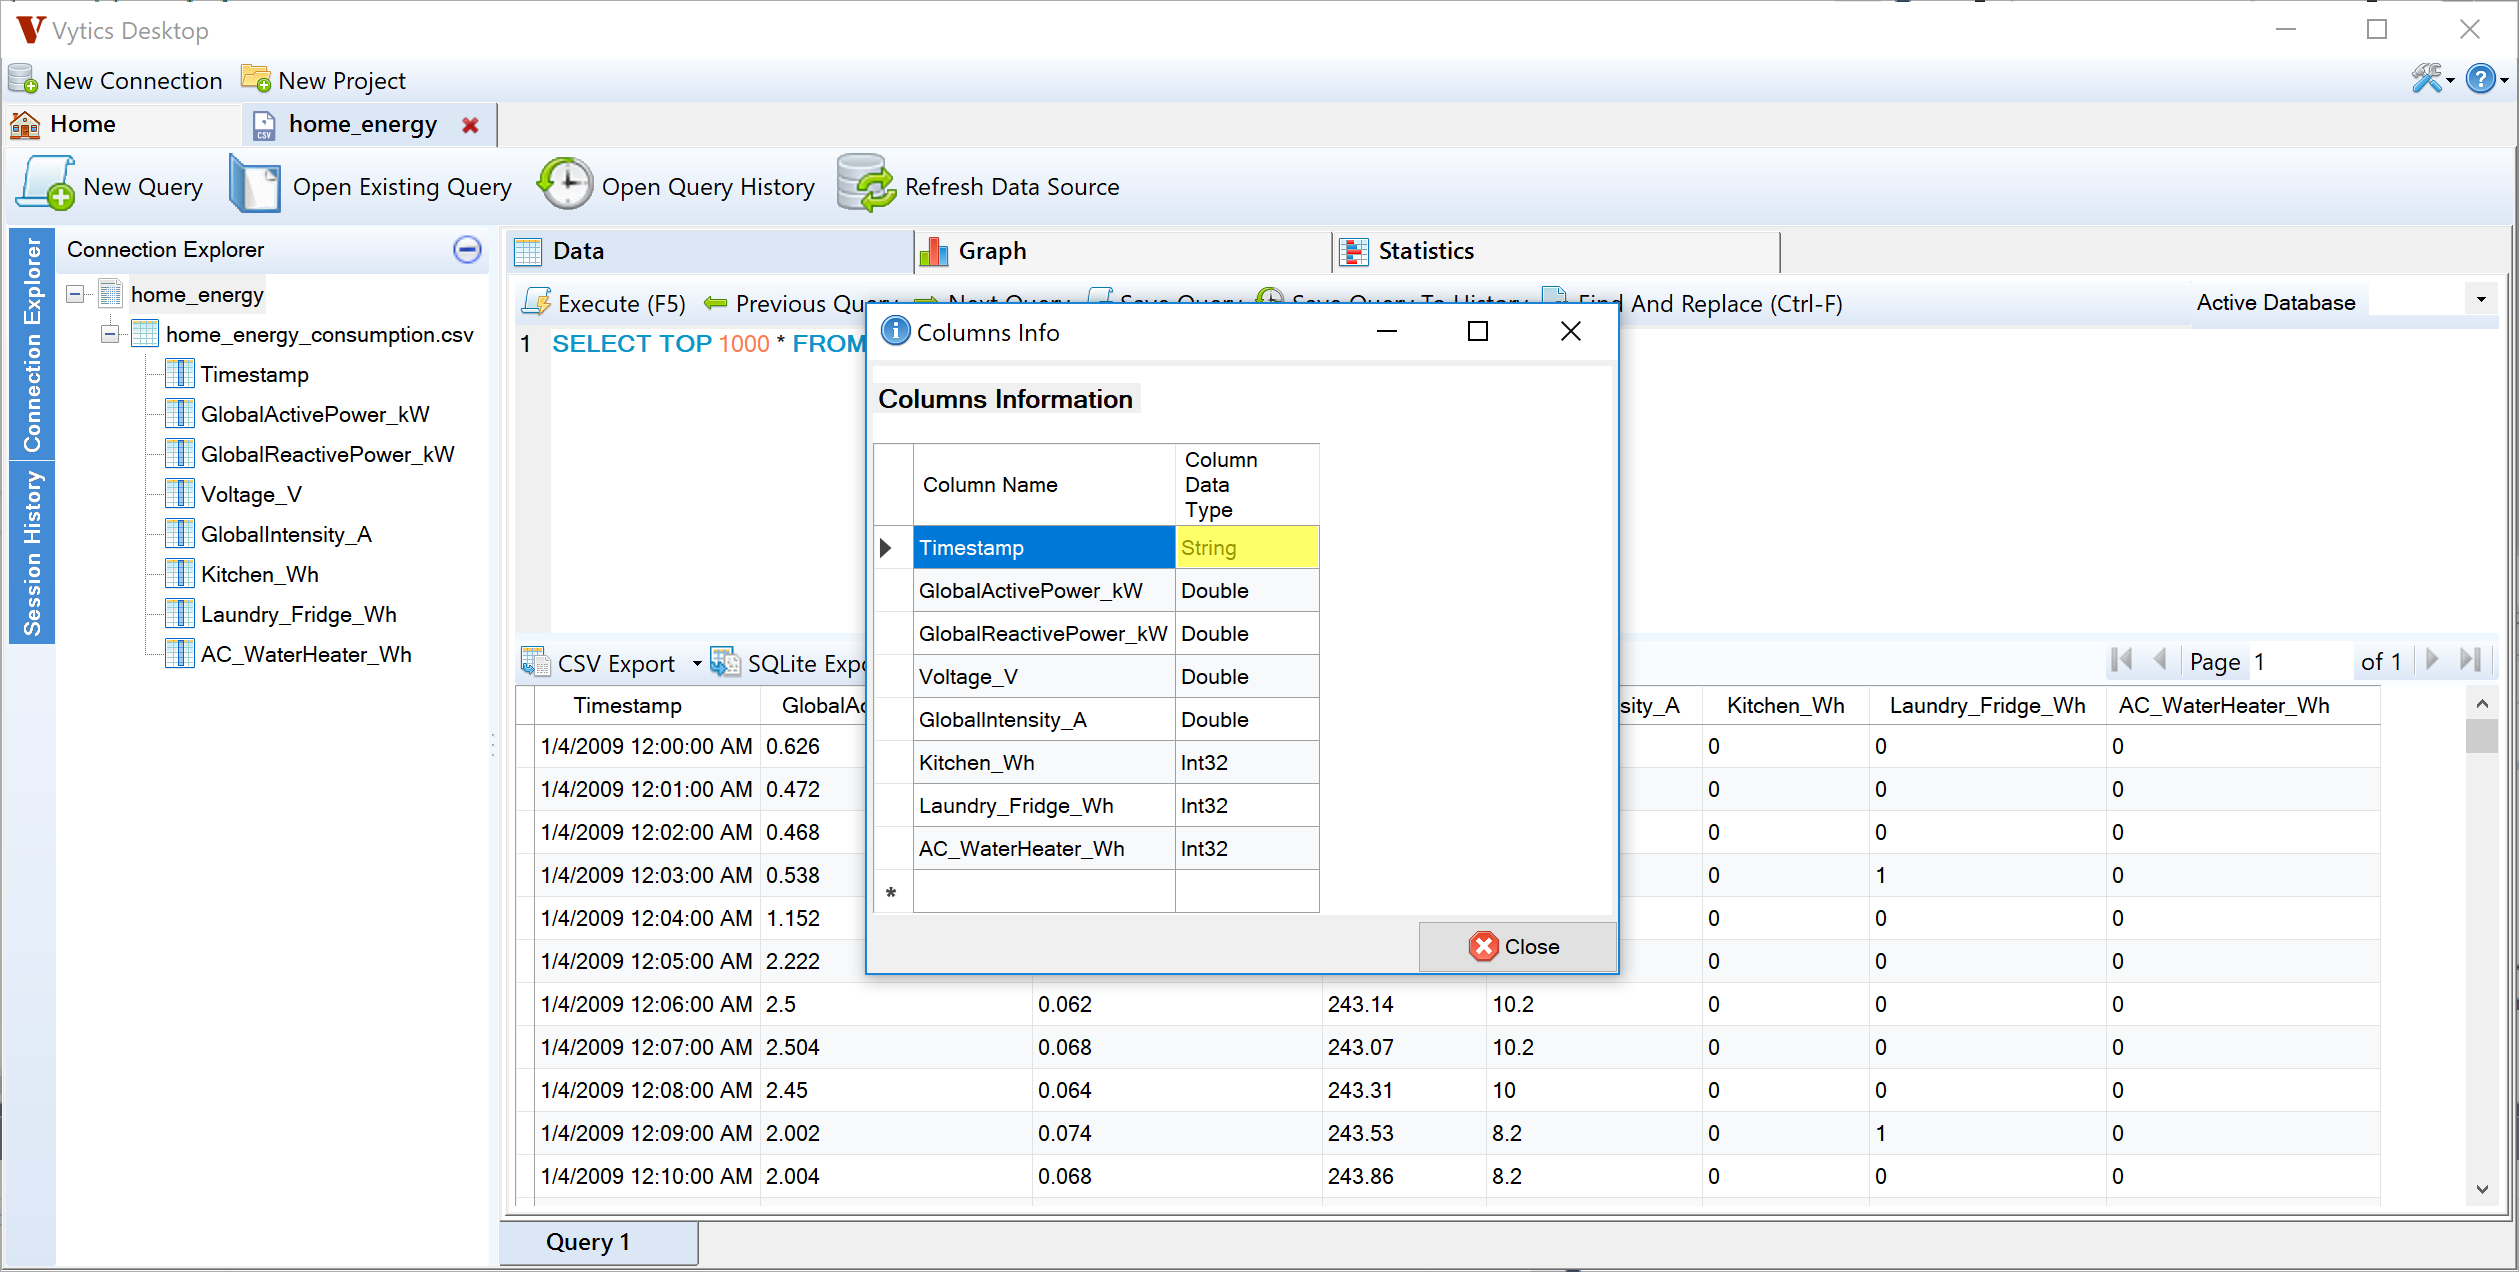 Vytics Desktop
New Connection New Project
Home home_energy
New Query Open Existing Query Open Query History Refresh Data Source
Connection Explorer
Session History
Connection Explorer
home_energy
home_energy_consumption.csv
Timestamp
GlobalActivePower_kW
GlobalReactivePower_kW
Voltage_V
GlobalIntensity_A
Kitchen_Wh
Laundry_Fridge_Wh
AC_WaterHeater_Wh
Data Graph Statistics
Execute (F5) Previous Query Next Query Save Query Save Query To History Find And Replace (Ctrl-F) Active Database
1 SELECT TOP 1000 * FROM
Columns Info
Columns Information
Column Name Column Data Type
Timestamp String
GlobalActivePower_kW Double
GlobalReactivePower_kW Double
Voltage_V Double
GlobalIntensity_A Double
Kitchen_Wh Int32
Laundry_Fridge_Wh Int32
AC_WaterHeater_Wh Int32
*
Close
CSV Export SQLite Expo Page 1 of 1
Timestamp GlobalAc sity_A Kitchen_Wh Laundry_Fridge_Wh AC_WaterHeater_Wh
1/4/2009 12:00:00 AM 0.626 0 0 0
1/4/2009 12:01:00 AM 0.472 0 0 0
1/4/2009 12:02:00 AM 0.468 0 0 0
1/4/2009 12:03:00 AM 0.538 0 1 0
1/4/2009 12:04:00 AM 1.152 0 0 0
1/4/2009 12:05:00 AM 2.222 0 0 0
1/4/2009 12:06:00 AM 2.5 0.062 243.14 10.2 0 0 0
1/4/2009 12:07:00 AM 2.504 0.068 243.07 10.2 0 0 0
1/4/2009 12:08:00 AM 2.45 0.064 243.31 10 0 0 0
1/4/2009 12:09:00 AM 2.002 0.074 243.53 8.2 0 1 0
1/4/2009 12:10:00 AM 2.004 0.068 243.86 8.2 0 0 0
Query 1